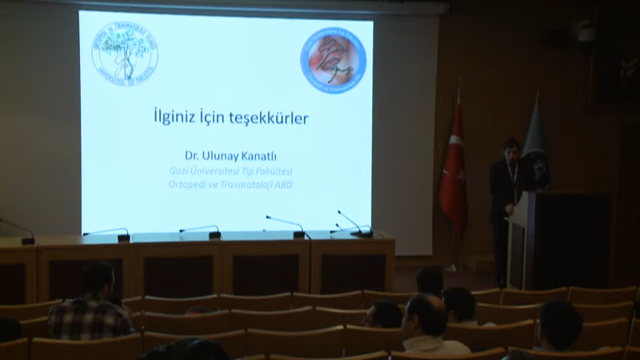 İlginiz İçin teşekkürler
Dr. Ulunay Kanatlı
Gazi Üniversitesi Tıp Fakültesi
Ortopedi ve Travmatoloji ABD